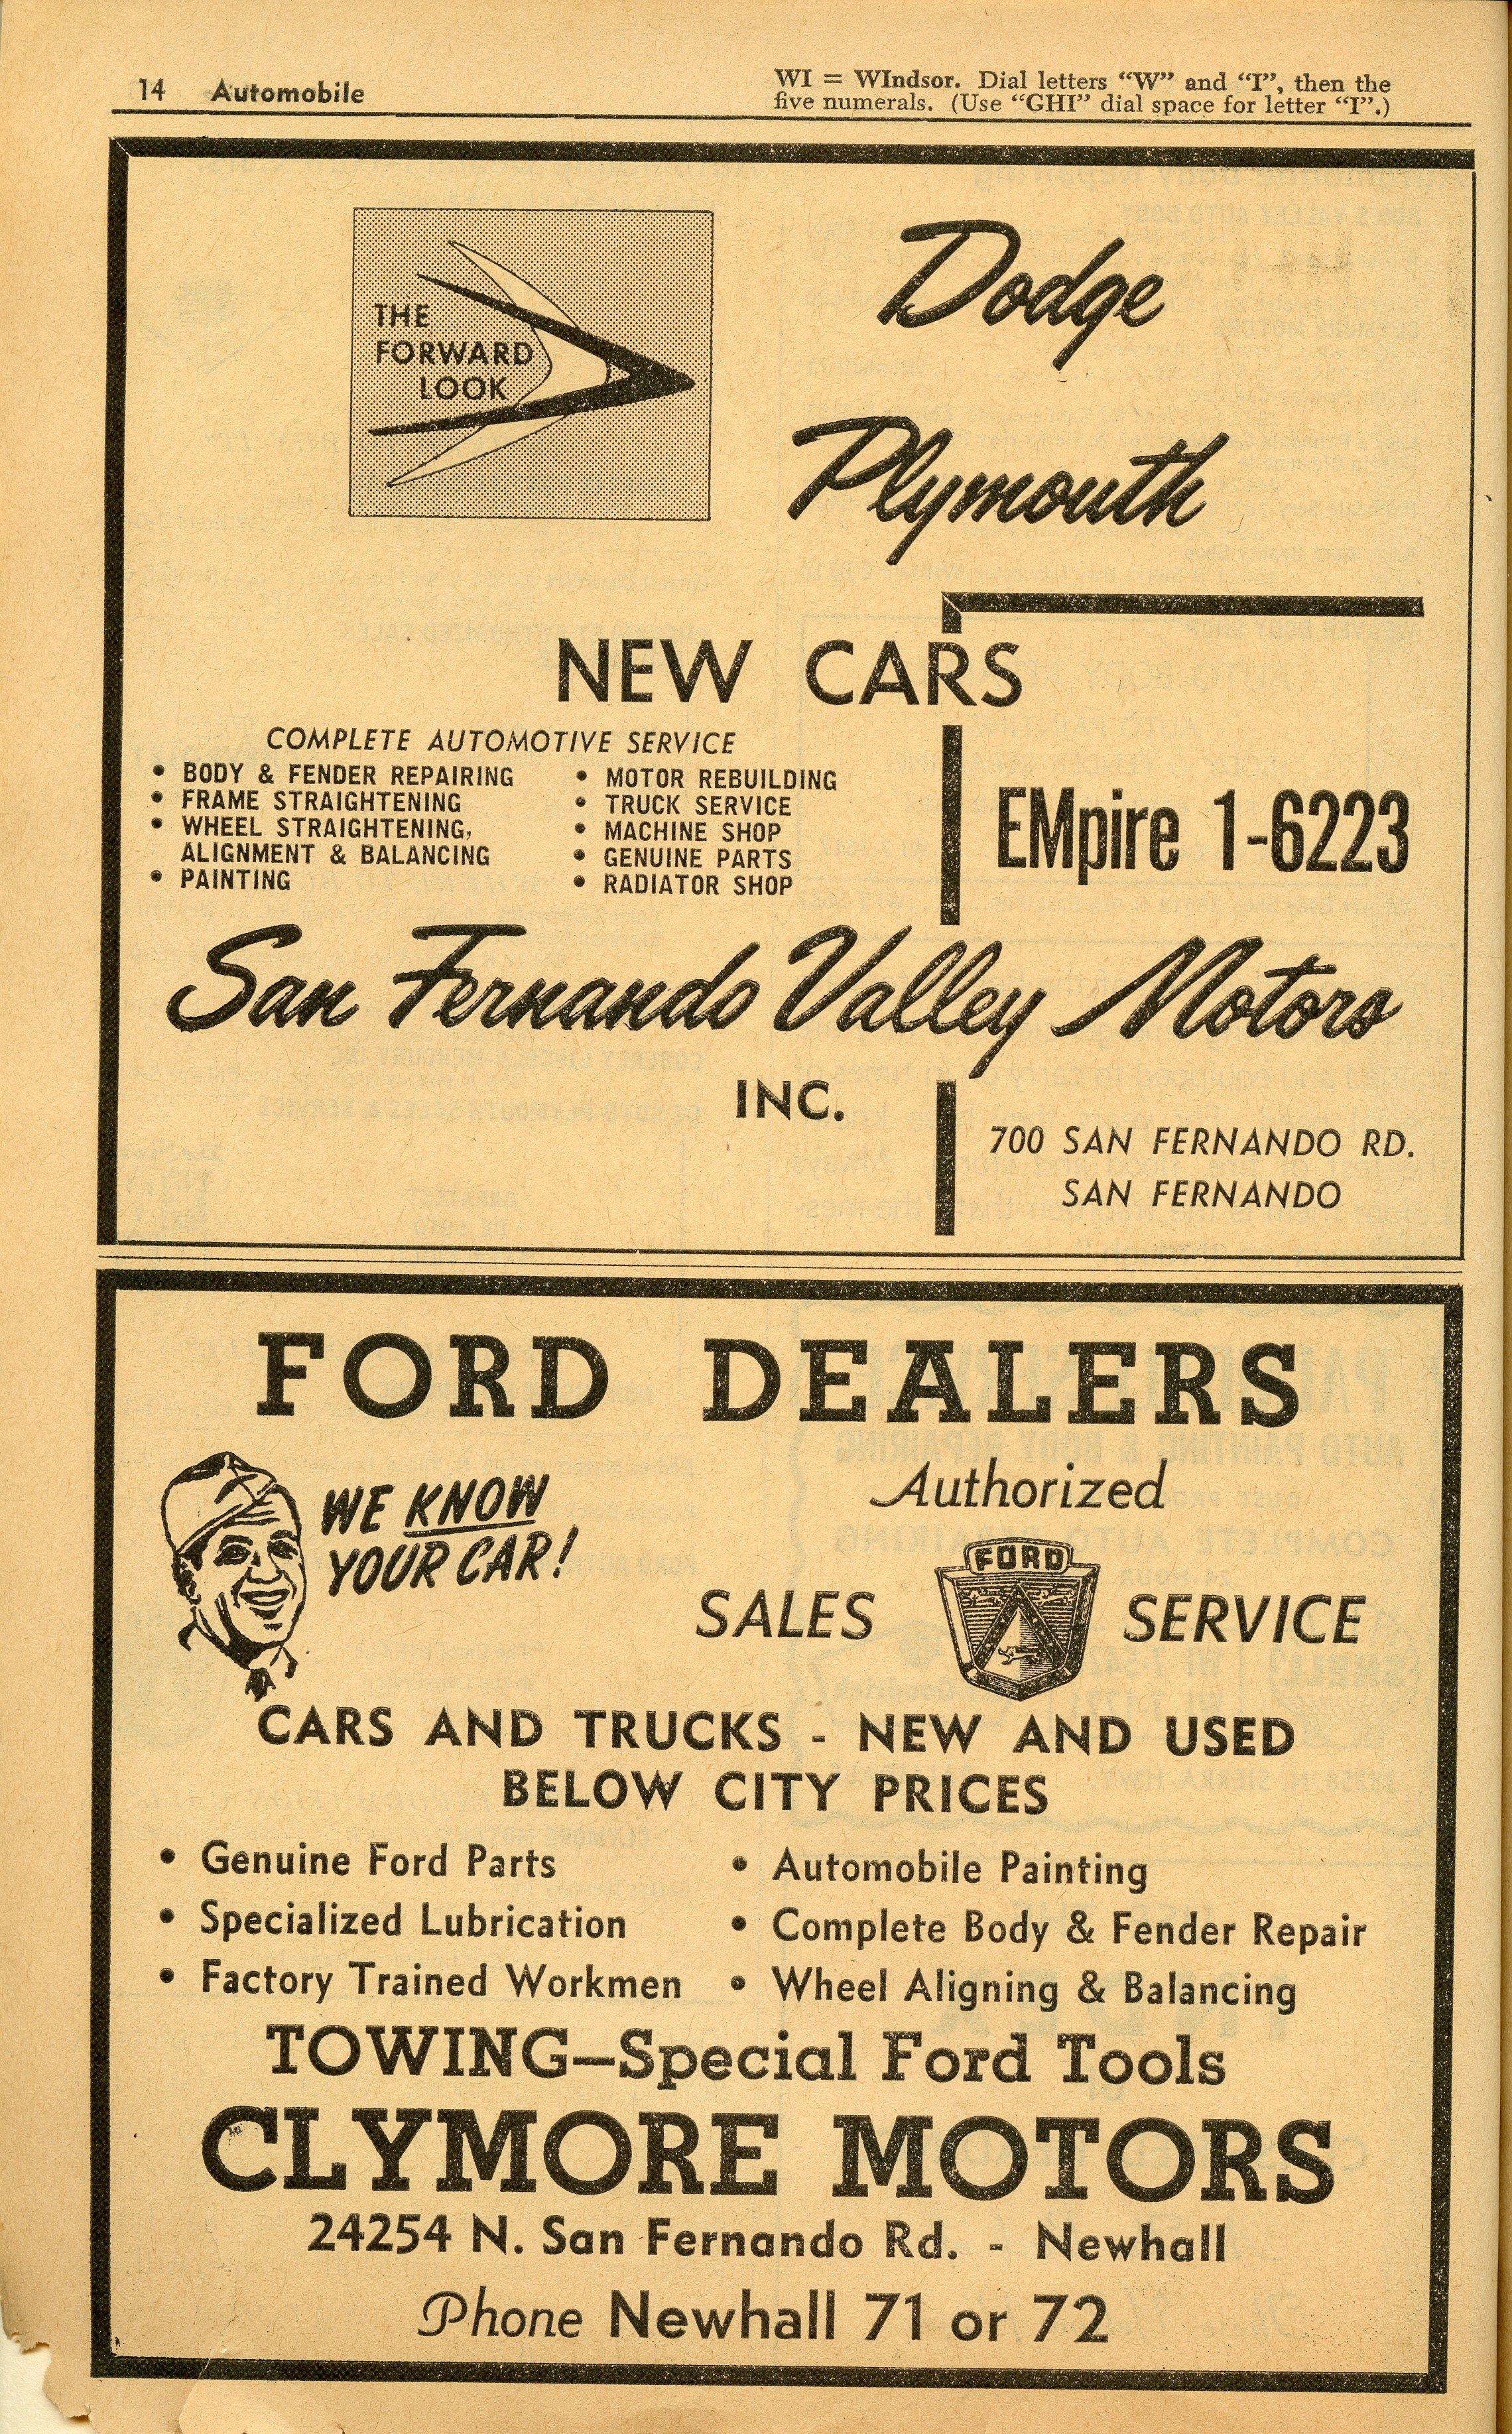 14 Automobile
WI = WIndsor. Dial letters “W” and “I”, then the
five numerals. (Use “GHI” dial space for letter “I”.)
THE
FORWARD
LOOK
Dodge
Plymouth
NEW CARS
COMPLETE AUTOMOTIVE SERVICE
• BODY & FENDER REPAIRING
• FRAME STRAIGHTENING
• WHEEL STRAIGHTENING,
ALIGNMENT & BALANCING
• PAINTING
• MOTOR REBUILDING
• TRUCK SERVICE
• MACHINE SHOP
• GENUINE PARTS
• RADIATOR SHOP
EMpire 1-6223
San Fernando Valley Motors
INC.
700 SAN FERNANDO RD.
SAN FERNANDO
FORD DEALERS
WE KNOW
YOUR CAR!
Authorized
SALES
FORD
SERVICE
CARS AND TRUCKS - NEW AND USED
BELOW CITY PRICES
• Genuine Ford Parts
• Specialized Lubrication
• Factory Trained Workmen
• Automobile Painting
• Complete Body & Fender Repair
• Wheel Aligning & Balancing
TOWING—Special Ford Tools
CLYMORE MOTORS
24254 N. San Fernando Rd. - Newhall
Phone Newhall 71 or 72